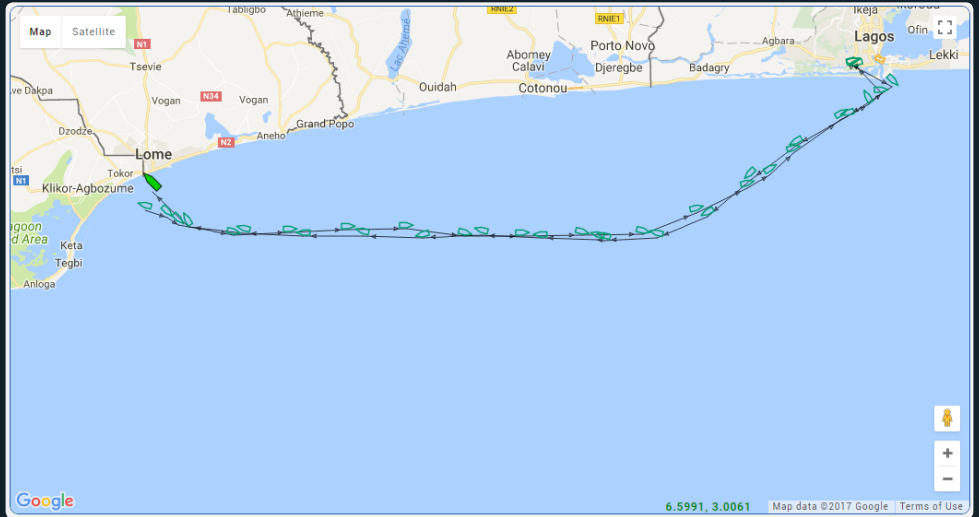 Tabligbo
Athieme
RNIE2
RNIE1
Ikeja
Ikorodu
Map
Satellite
N1
Lac Ahémé
Lagos
Ofin
Lekki
Agbara
Porto Novo
Abomey
Calavi
Djeregbe
Badagry
Tsevie
ve Dakpa
Vogan
N34
Vogan
Ouidah
Cotonou
Grand Popo
Dzodze
Aneho
N2
Lome
tsi
Tokor
N1
Klikor-Agbozume
agoon
d Area
Keta
Tegbi
Anloga
Google
6.5991, 3.0061
Map data ©2017 Google
Terms of Use